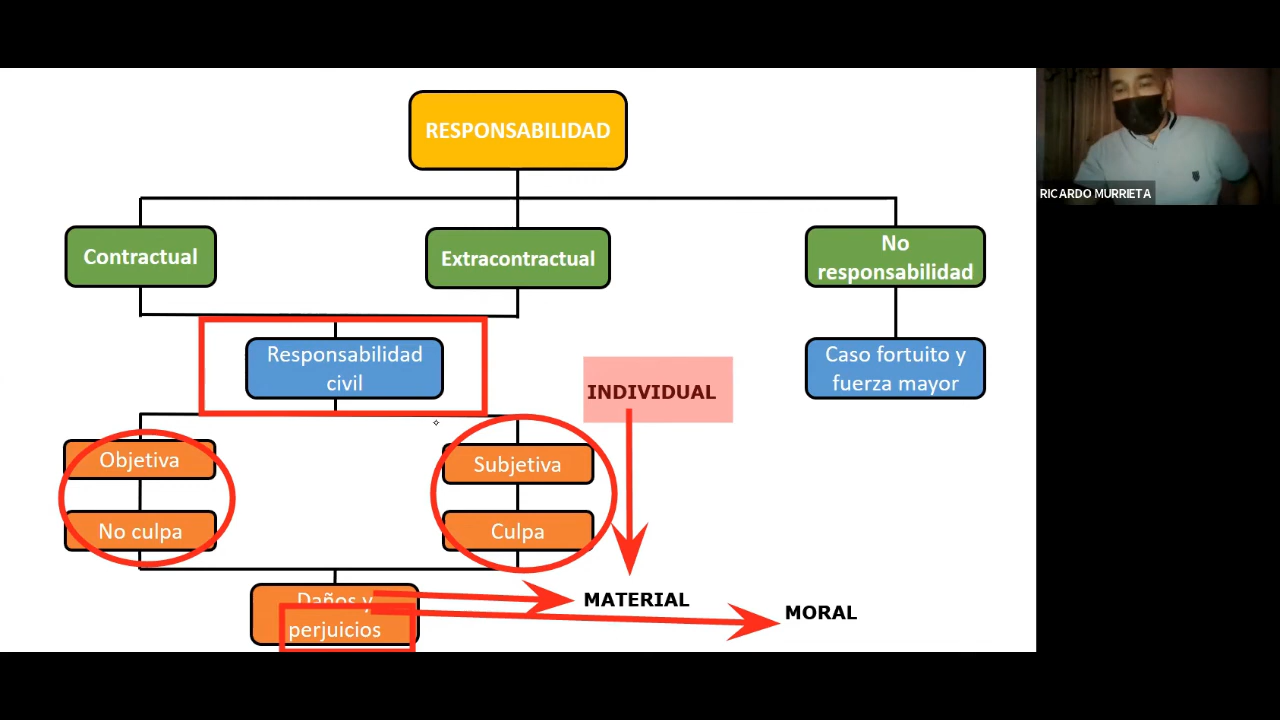 RESPONSABILIDAD
RICARDO MURRIETA
Contractual
Extracontractual
No
responsabilidad
Responsabilidad
civil
Caso fortuito y
fuerza mayor
INDIVIDUAL
Objetiva
Subjetiva
No culpa
Culpa
Daños y
perjuicios
MATERIAL
MORAL